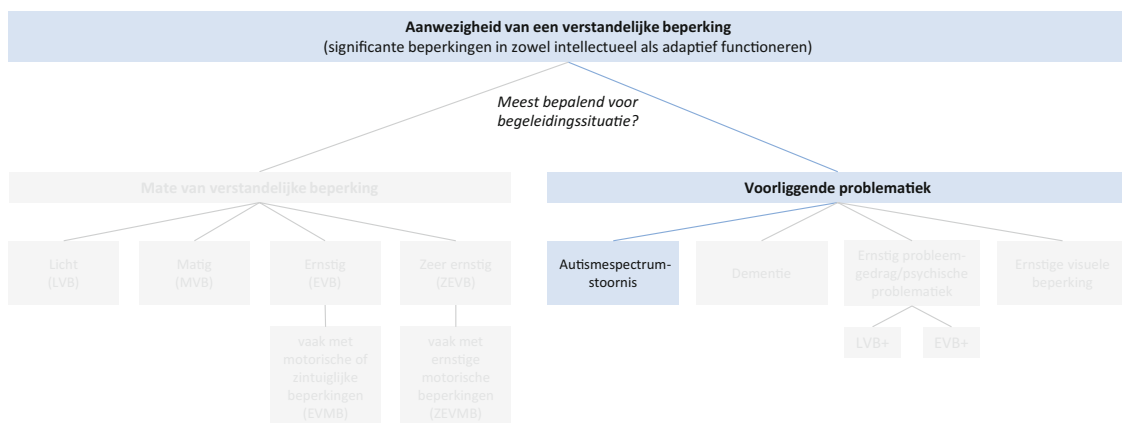 Aanwezigheid van een verstandelijke beperking
(significante beperkingen in zowel intellectueel als adaptief functioneren)
Meest bepalend voor
begeleidingssituatie?
Mate van verstandelijke beperking
Voorliggende problematiek
Licht
(LVB)
Matig
(MVB)
Ernstig
(EVB)
Zeer ernstig
(ZEVB)
Autismespectrum-
stoornis
Dementie
Ernstig probleem-
gedrag/psychische
problematiek
Ernstige visuele
beperking
vaak met
motorische of
zintuiglijke
beperkingen
(EVMB)
vaak met
ernstige
motorische
beperkingen
(ZEVMB)
LVB+
EVB+